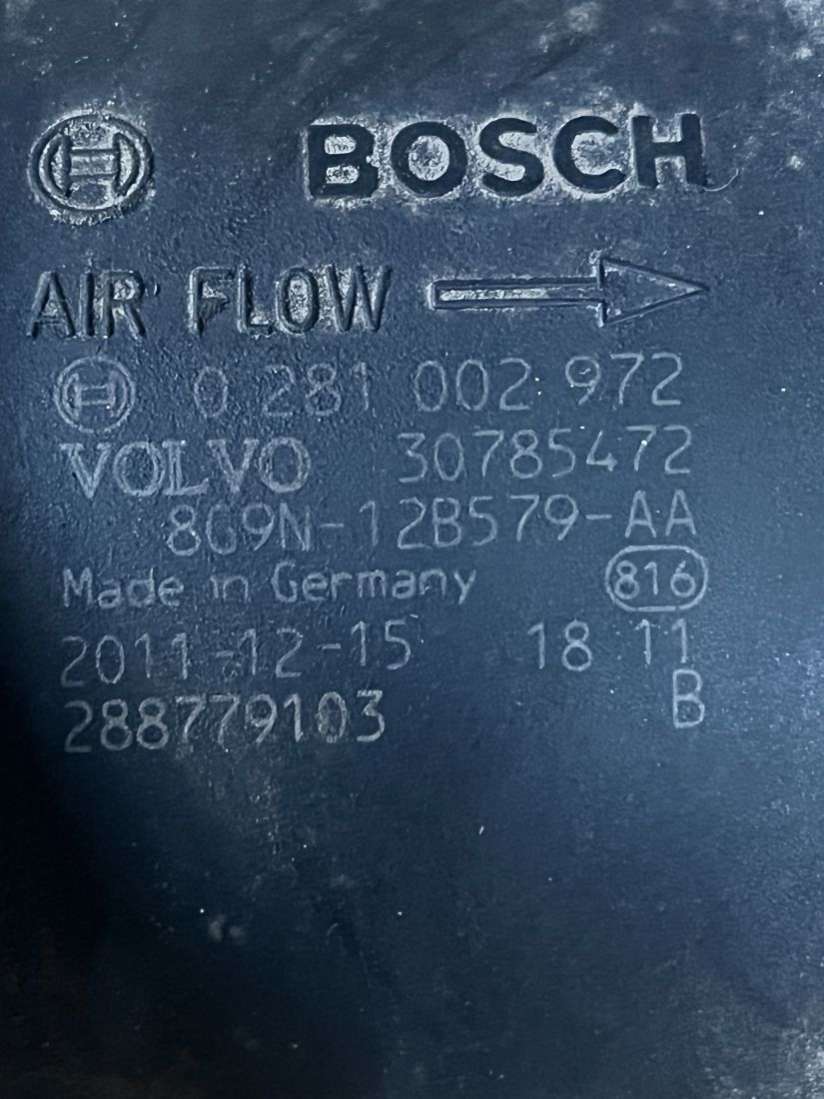 BOSCH
AIR FLOW
0 281 002 972
VOLVO 30785472
8G9N-12B579-AA
Made in Germany 816
2011-12-15 18 11
288779103 B